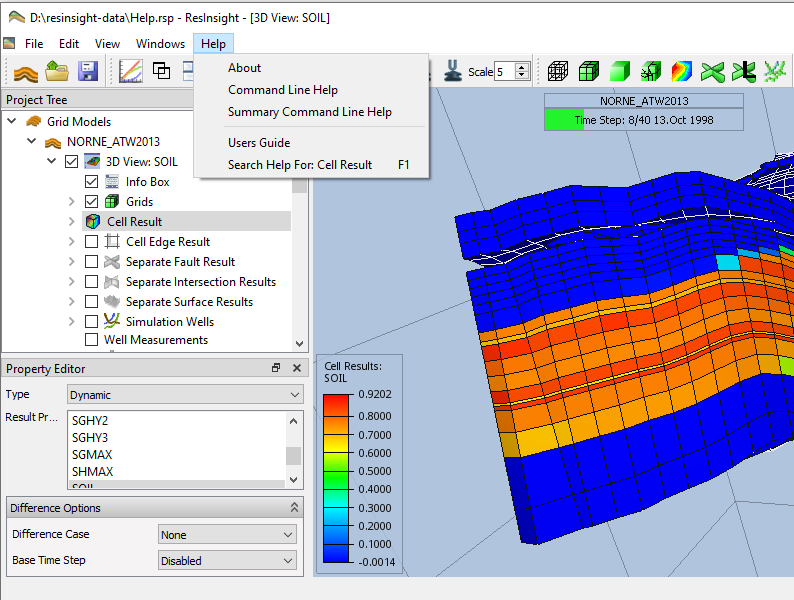 D:\resinsight-data\Help.rsp - ResInsight - [3D View: SOIL]
File Edit View Windows Help
About
Command Line Help
Summary Command Line Help
Users Guide
Search Help For: Cell Result F1
Scale 5
Project Tree
Grid Models
NORNE_ATW2013
3D View: SOIL
Info Box
Grids
Cell Result
Cell Edge Result
Separate Fault Result
Separate Intersection Results
Separate Surface Results
Simulation Wells
Well Measurements
Property Editor
Type Dynamic
Result Pr...
SGHY2
SGHY3
SGMAX
SHMAX
SOIL
Difference Options
Difference Case None
Base Time Step Disabled
NORNE_ATW2013
Time Step: 8/40 13.Oct 1998
Cell Results:
SOIL
0.9202
0.8000
0.7000
0.6000
0.5000
0.4000
0.3000
0.2000
0.1000
-0.0014